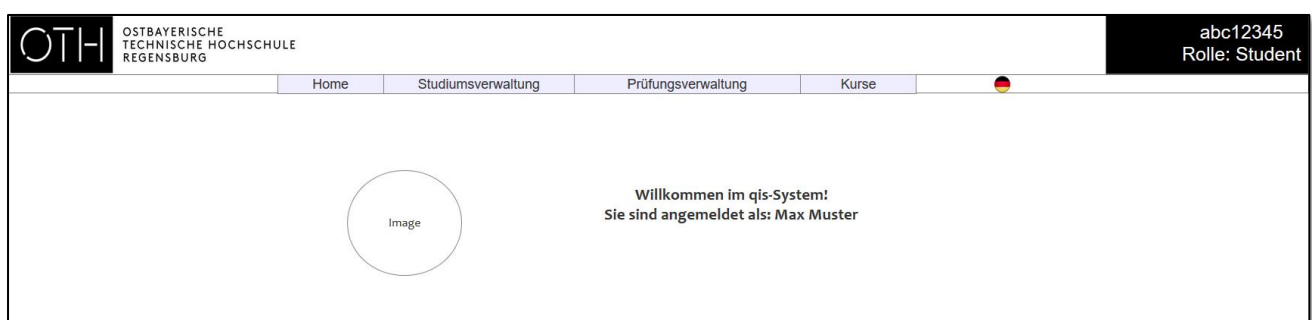 OTH
OSTBAYERISCHE
TECHNISCHE HOCHSCHULE
REGENSBURG
abc12345
Rolle: Student
Home
Studiumsverwaltung
Prüfungsverwaltung
Kurse
Image
Willkommen im qis-System!
Sie sind angemeldet als: Max Muster